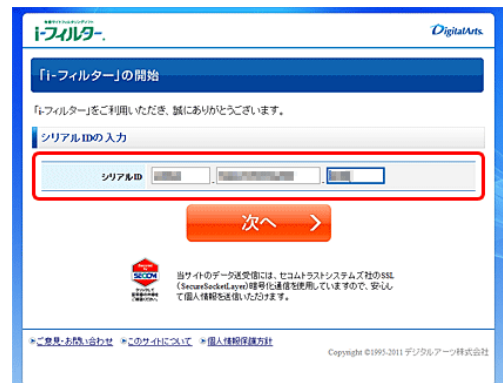 i-フィルター.
DigitalArts.
「i-フィルター」の開始
「i-フィルター」をご利用いただき、誠にありがとうございます。
シリアルIDの入力
シリアルID
次へ
SECOM
当サイトのデータ送受信には、セコムトラストシステムズ社のSSL
(SecureSocketLayer)暗号化通信を使用していますので、安心し
て個人情報を送信いただけます。
ご意見・お問い合わせ このサイトについて 個人情報保護方針
Copyright ©1995-2011 デジタルアーツ株式会社